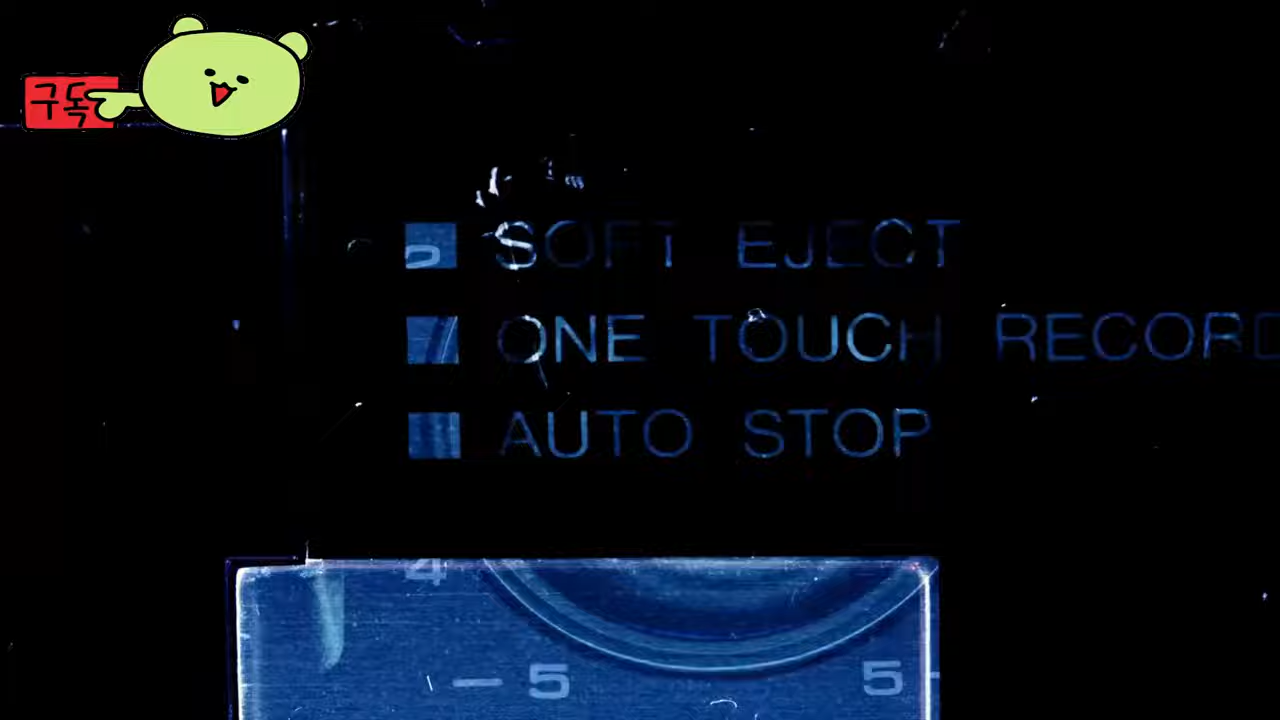 구독
SOFT EJECT
ONE TOUCH RECORD
AUTO STOP
4
5 5